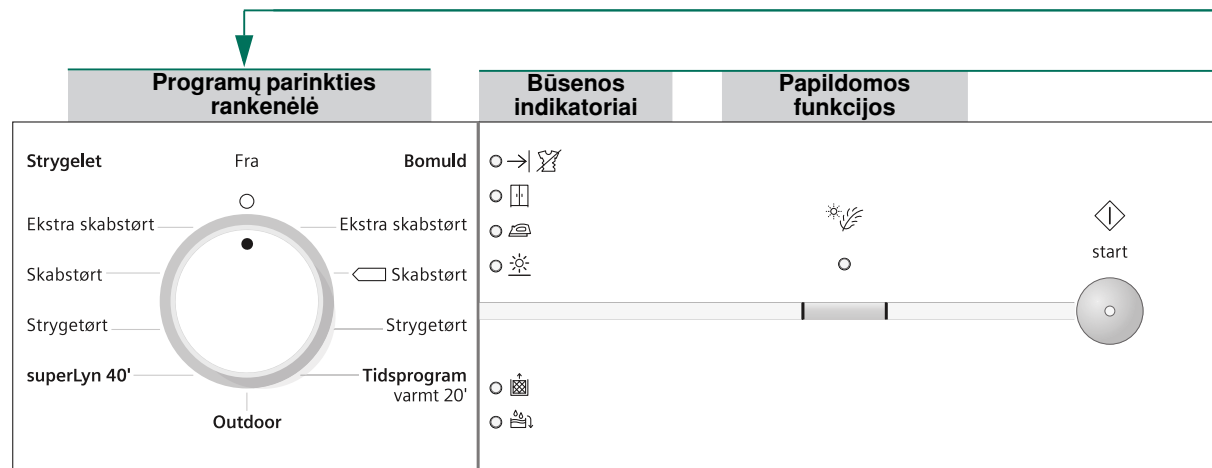 Programų parinkties
rankenėlė
Būsenos
indikatoriai
Papildomos
funkcijos
Strygelet
Fra
Bomuld
Ekstra skabstørt
Ekstra skabstørt
Skabstørt
Skabstørt
Strygetørt
Strygetørt
superLyn 40'
Tidsprogram
varmt 20'
Outdoor
start